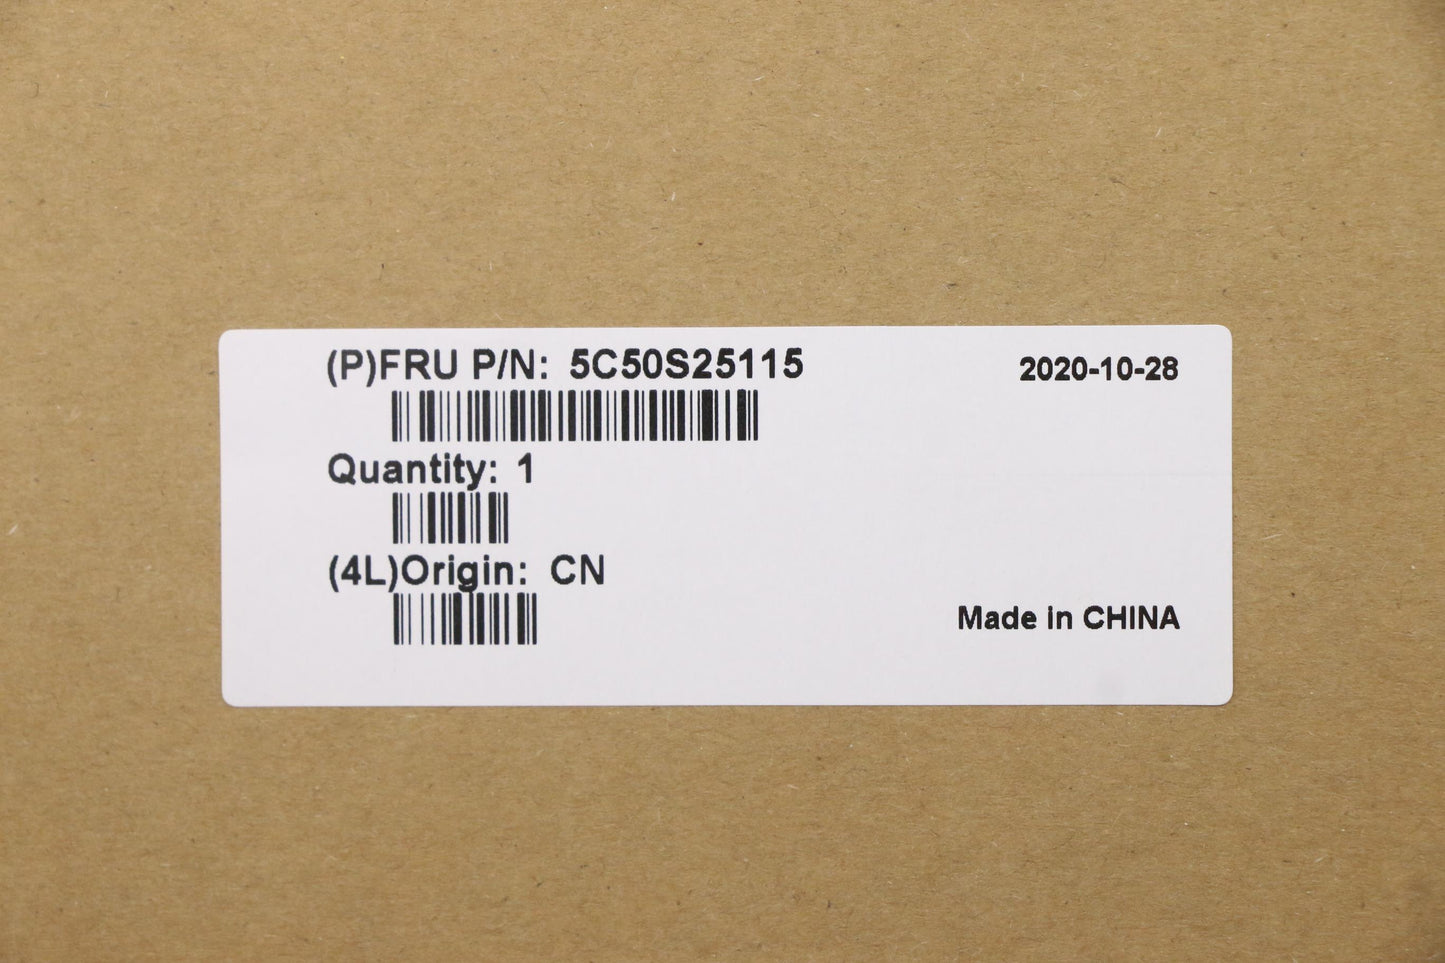 (P)FRU P/N: 5C50S25115
2020-10-28
Quantity: 1
(4L)Origin: CN
Made in CHINA